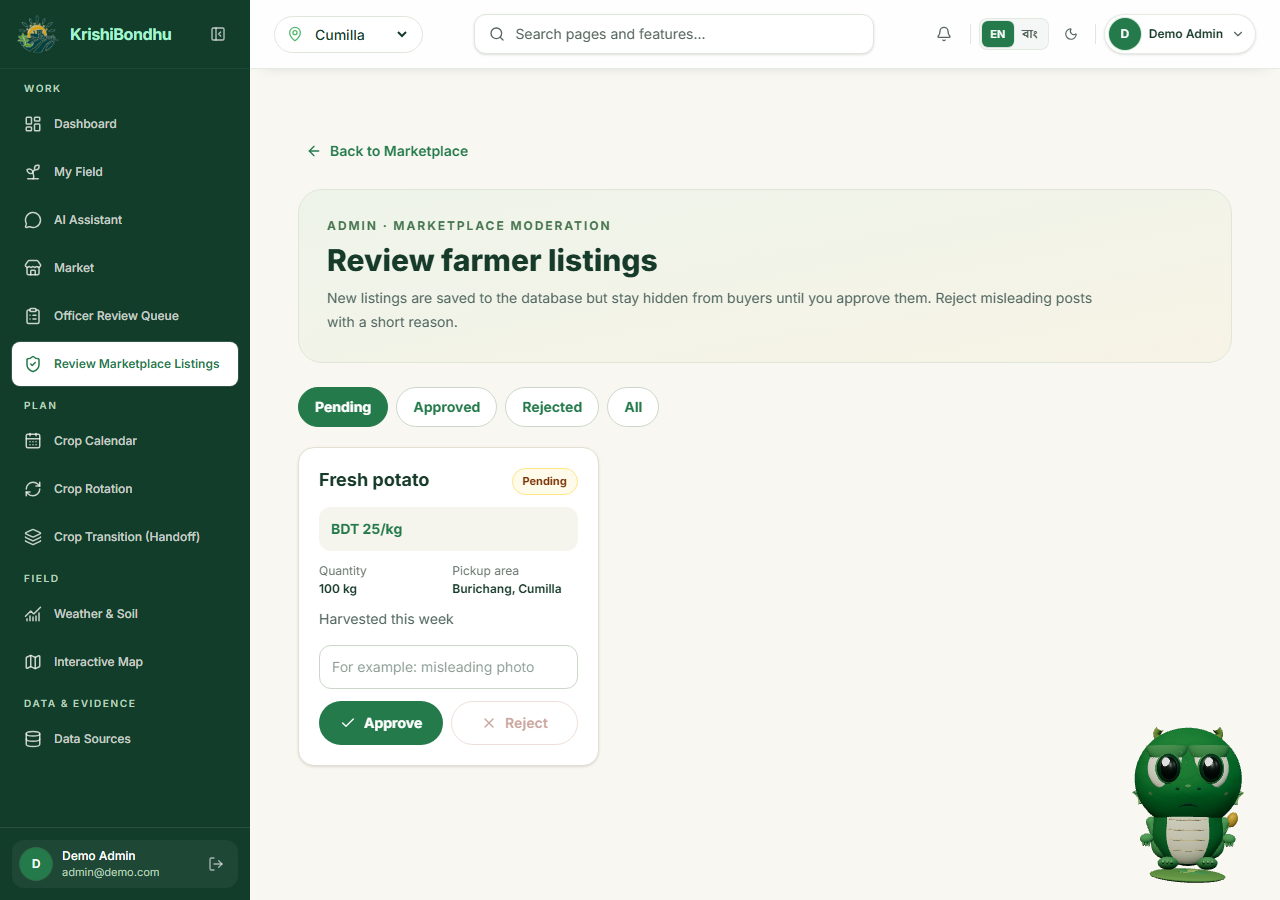 KrishiBondhu
WORK
Dashboard
My Field
AI Assistant
Market
Officer Review Queue
Review Marketplace Listings
PLAN
Crop Calendar
Crop Rotation
Crop Transition (Handoff)
FIELD
Weather & Soil
Interactive Map
DATA & EVIDENCE
Data Sources
D
Demo Admin
admin@demo.com
Cumilla
Search pages and features...
EN
বাং
D
Demo Admin
Back to Marketplace
ADMIN · MARKETPLACE MODERATION
Review farmer listings
New listings are saved to the database but stay hidden from buyers until you approve them. Reject misleading posts
with a short reason.
Pending
Approved
Rejected
All
Fresh potato
Pending
BDT 25/kg
Quantity
100 kg
Pickup area
Burichang, Cumilla
Harvested this week
For example: misleading photo
Approve
Reject